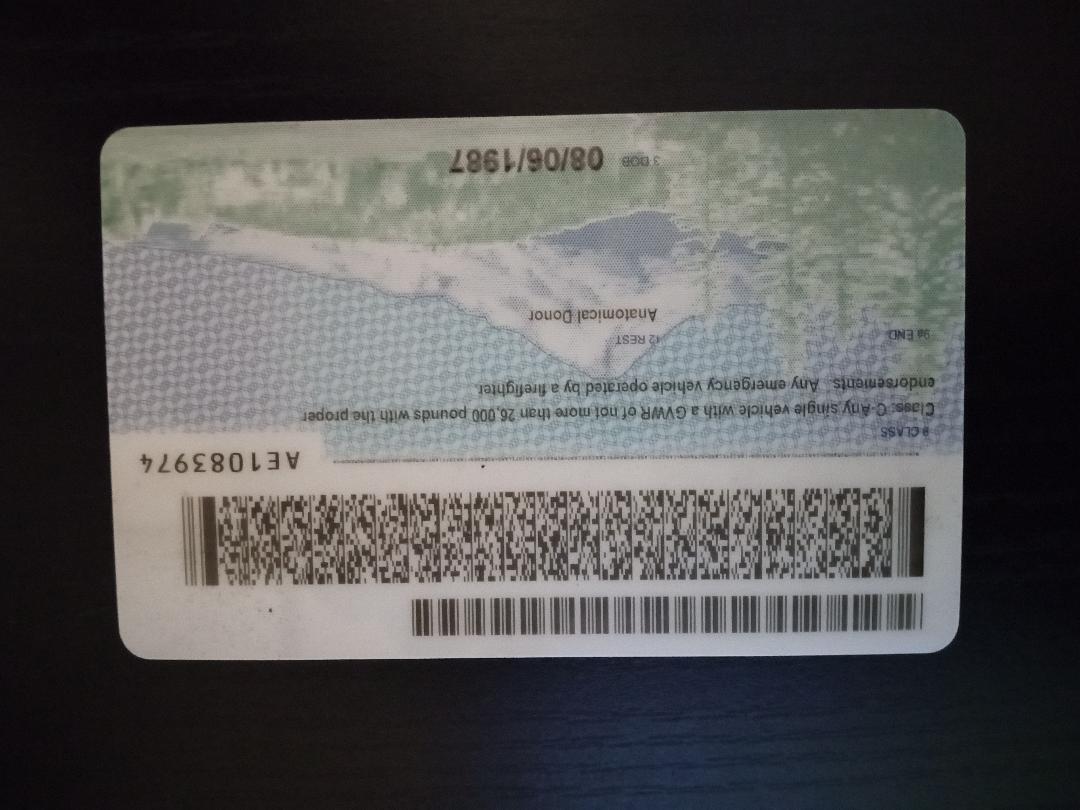 AE1083974
9 CLASS
Class: C-Any single vehicle with a GVWR of not more than 26,000 pounds with the proper
endorsements. Any emergency vehicle operated by a firefighter.
9a END
12 REST
Anatomical Donor
3 DOB 08/06/1987